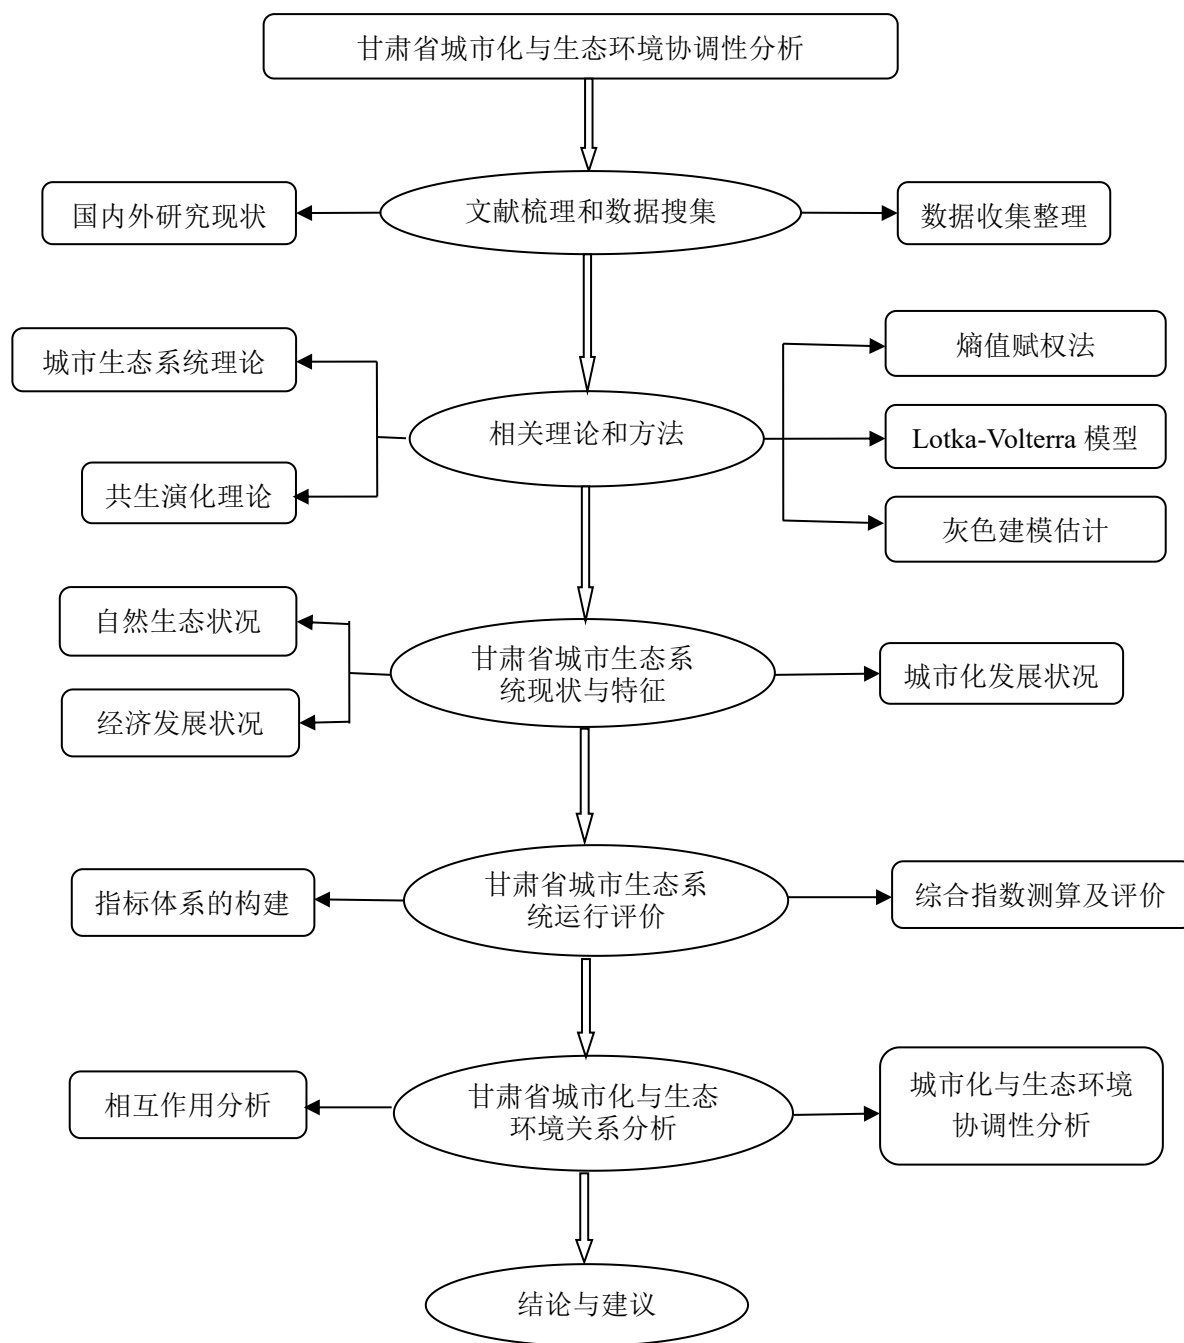 甘肃省城市化与生态环境协调性分析
国内外研究现状
文献梳理和数据搜集
数据收集整理
城市生态系统理论
共生演化理论
相关理论和方法
熵值赋权法
Lotka-Volterra 模型
灰色建模估计
自然生态状况
经济发展状况
甘肃省城市生态系
统现状与特征
城市化发展状况
指标体系的构建
甘肃省城市生态系
统运行评价
综合指数测算及评价
相互作用分析
甘肃省城市化与生态
环境关系分析
城市化与生态环境
协调性分析
结论与建议